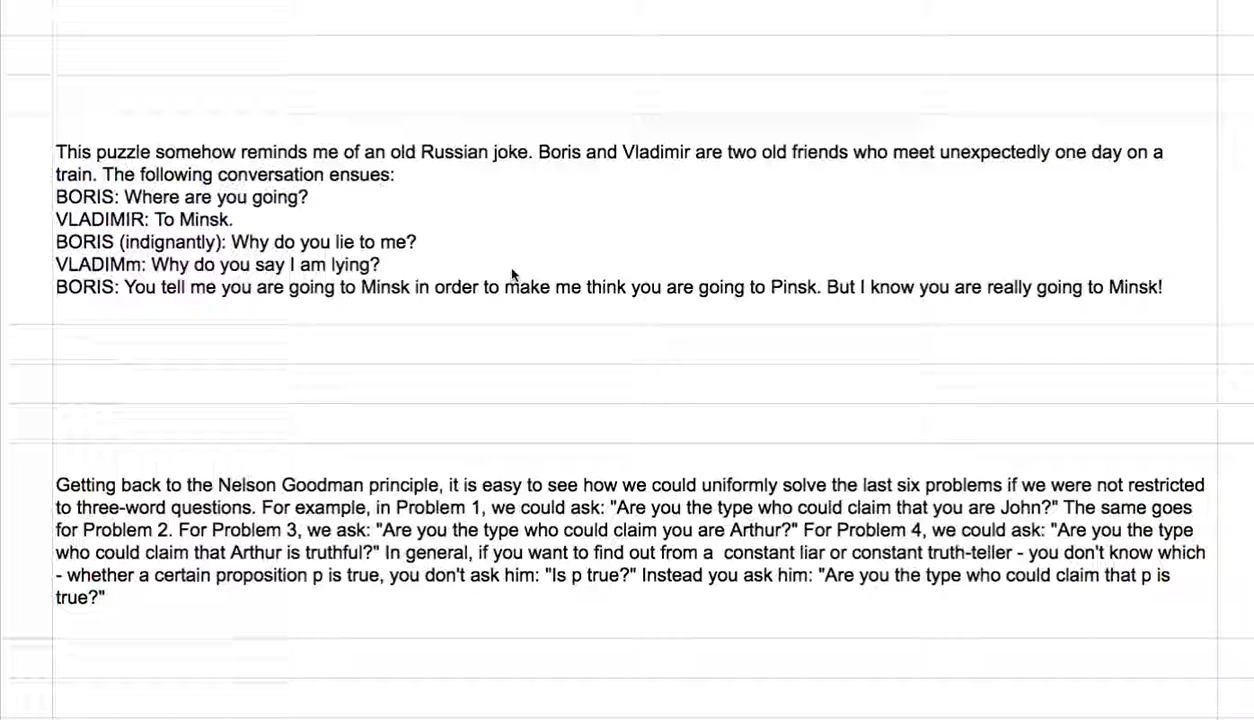 This puzzle somehow reminds me of an old Russian joke. Boris and Vladimir are two old friends who meet unexpectedly one day on a
train. The following conversation ensues:
BORIS: Where are you going?
VLADIMIR: To Minsk.
BORIS (indignantly): Why do you lie to me?
VLADIMm: Why do you say I am lying?
BORIS: You tell me you are going to Minsk in order to make me think you are going to Pinsk. But I know you are really going to Minsk!
Getting back to the Nelson Goodman principle, it is easy to see how we could uniformly solve the last six problems if we were not restricted
to three-word questions. For example, in Problem 1, we could ask: "Are you the type who could claim that you are John?" The same goes
for Problem 2. For Problem 3, we ask: "Are you the type who could claim you are Arthur?" For Problem 4, we could ask: "Are you the type
who could claim that Arthur is truthful?" In general, if you want to find out from a  constant liar or constant truth-teller - you don't know which
- whether a certain proposition p is true, you don't ask him: "Is p true?" Instead you ask him: "Are you the type who could claim that p is
true?"